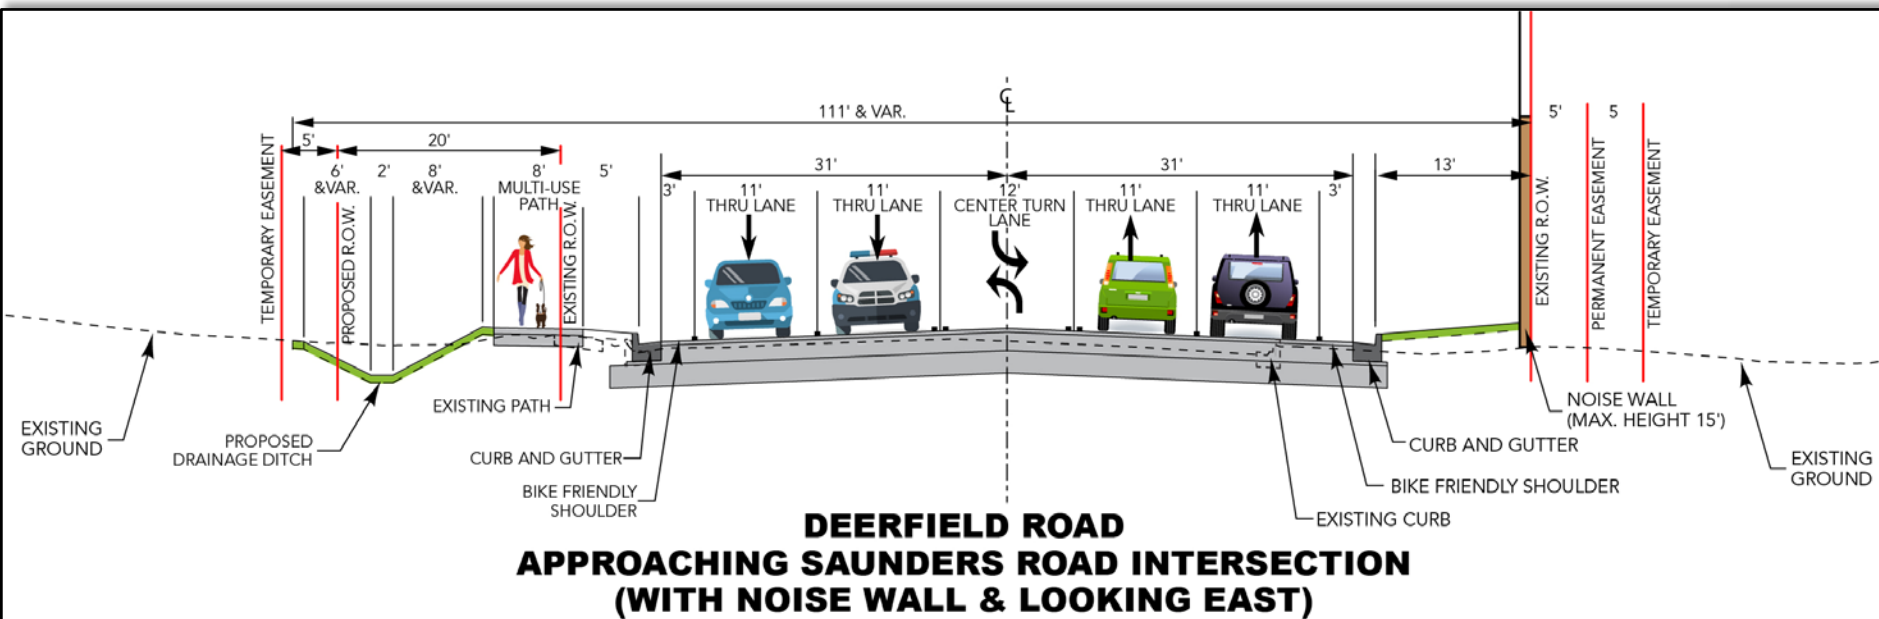 ℄
111' & VAR.
5'
5
5'
20'
31'
31'
13'
6'
&VAR.
2'
8'
&VAR.
8'
MULTI-USE
PATH
5'
3'
11'
THRU LANE
11'
THRU LANE
12'
CENTER TURN
LANE
11'
THRU LANE
11'
THRU LANE
3'
TEMPORARY EASEMENT
PROPOSED R.O.W.
EXISTING R.O.W.
EXISTING R.O.W.
PERMANENT EASEMENT
TEMPORARY EASEMENT
EXISTING
GROUND
PROPOSED
DRAINAGE DITCH
EXISTING PATH
CURB AND GUTTER
BIKE FRIENDLY
SHOULDER
NOISE WALL
(MAX. HEIGHT 15')
CURB AND GUTTER
BIKE FRIENDLY SHOULDER
EXISTING CURB
EXISTING
GROUND
DEERFIELD ROAD
APPROACHING SAUNDERS ROAD INTERSECTION
(WITH NOISE WALL & LOOKING EAST)